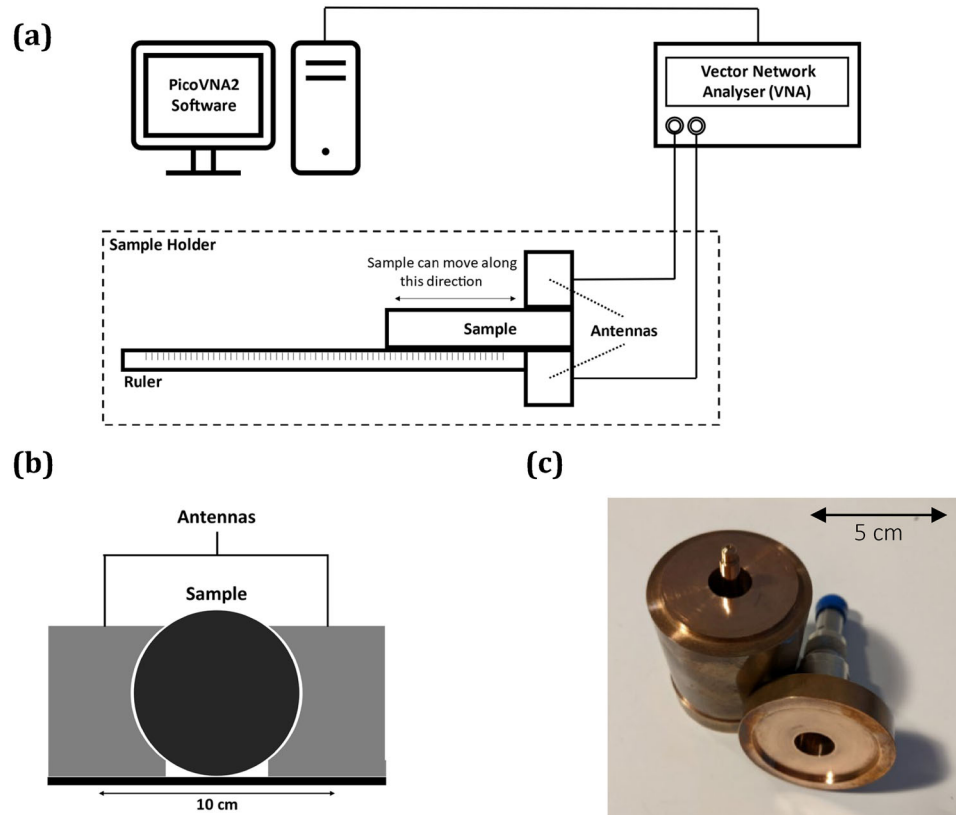 (a)
PicoVNA2
Software
Vector Network
Analyser (VNA)
Sample Holder
Sample can move along
this direction
Sample
Antennas
Ruler
(b)
Antennas
Sample
10 cm
(c)
5 cm